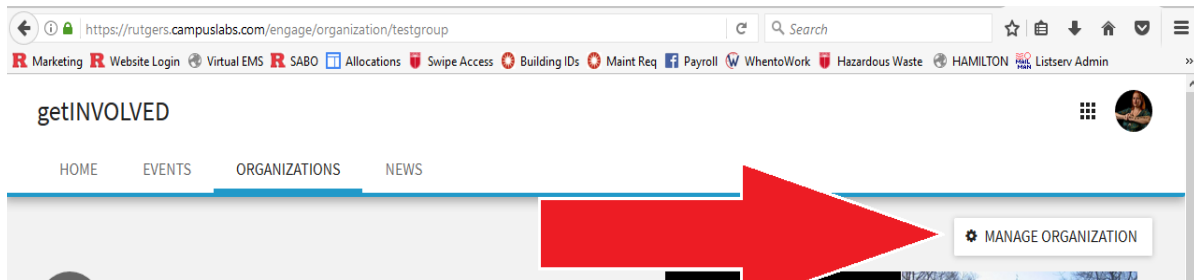 https://rutgers.campuslabs.com/engage/organization/testgroup Search
R Marketing R Website Login Virtual EMS R SABO Allocations Swipe Access Building IDs Maint Req Payroll WhentoWork Hazardous Waste HAMILTON Listserv Admin »
getINVOLVED
HOME EVENTS ORGANIZATIONS NEWS
MANAGE ORGANIZATION